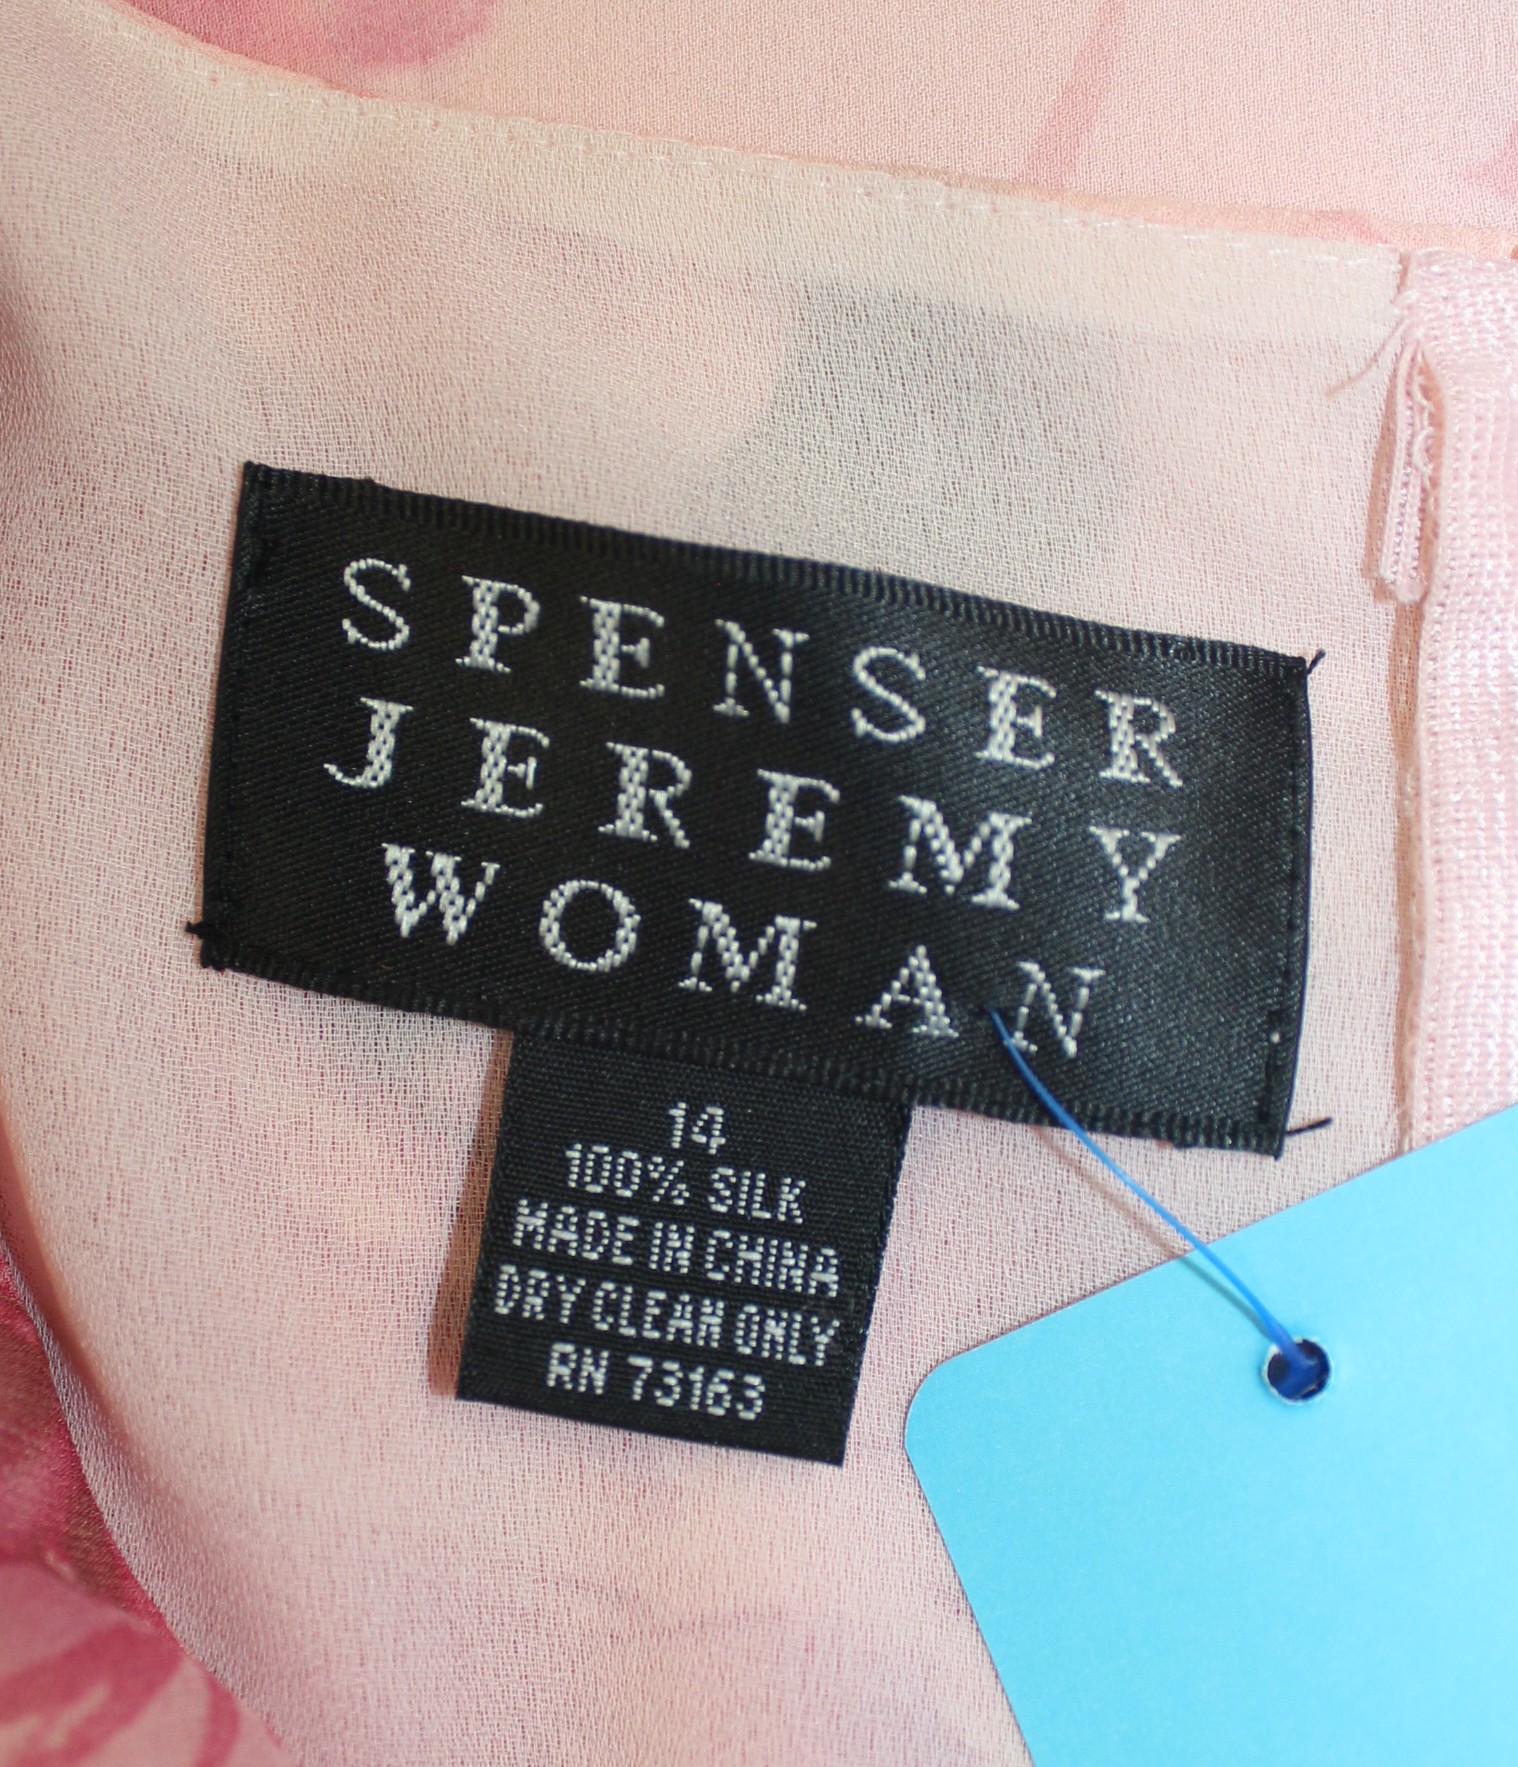 SPENSER
JEREMY
WOMAN
14
100% SILK
MADE IN CHINA
DRY CLEAN ONLY
RN 73163